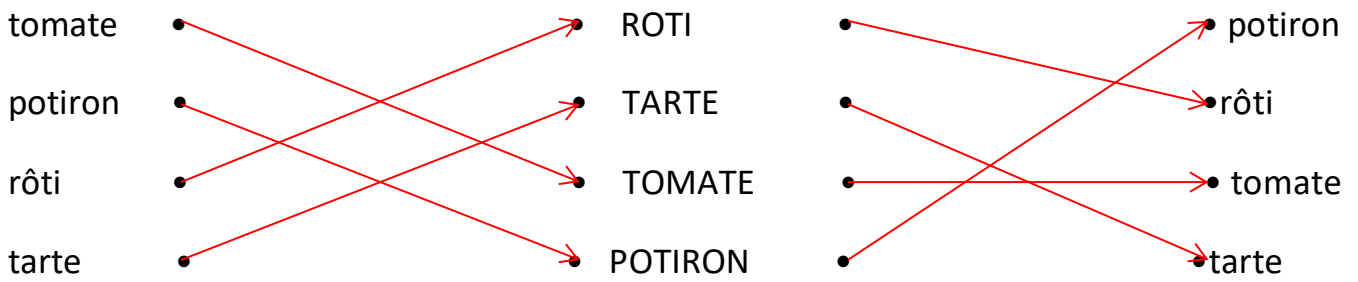 tomate ROTI potiron
potiron TARTE rôti
rôti TOMATE tomate
tarte POTIRON tarte